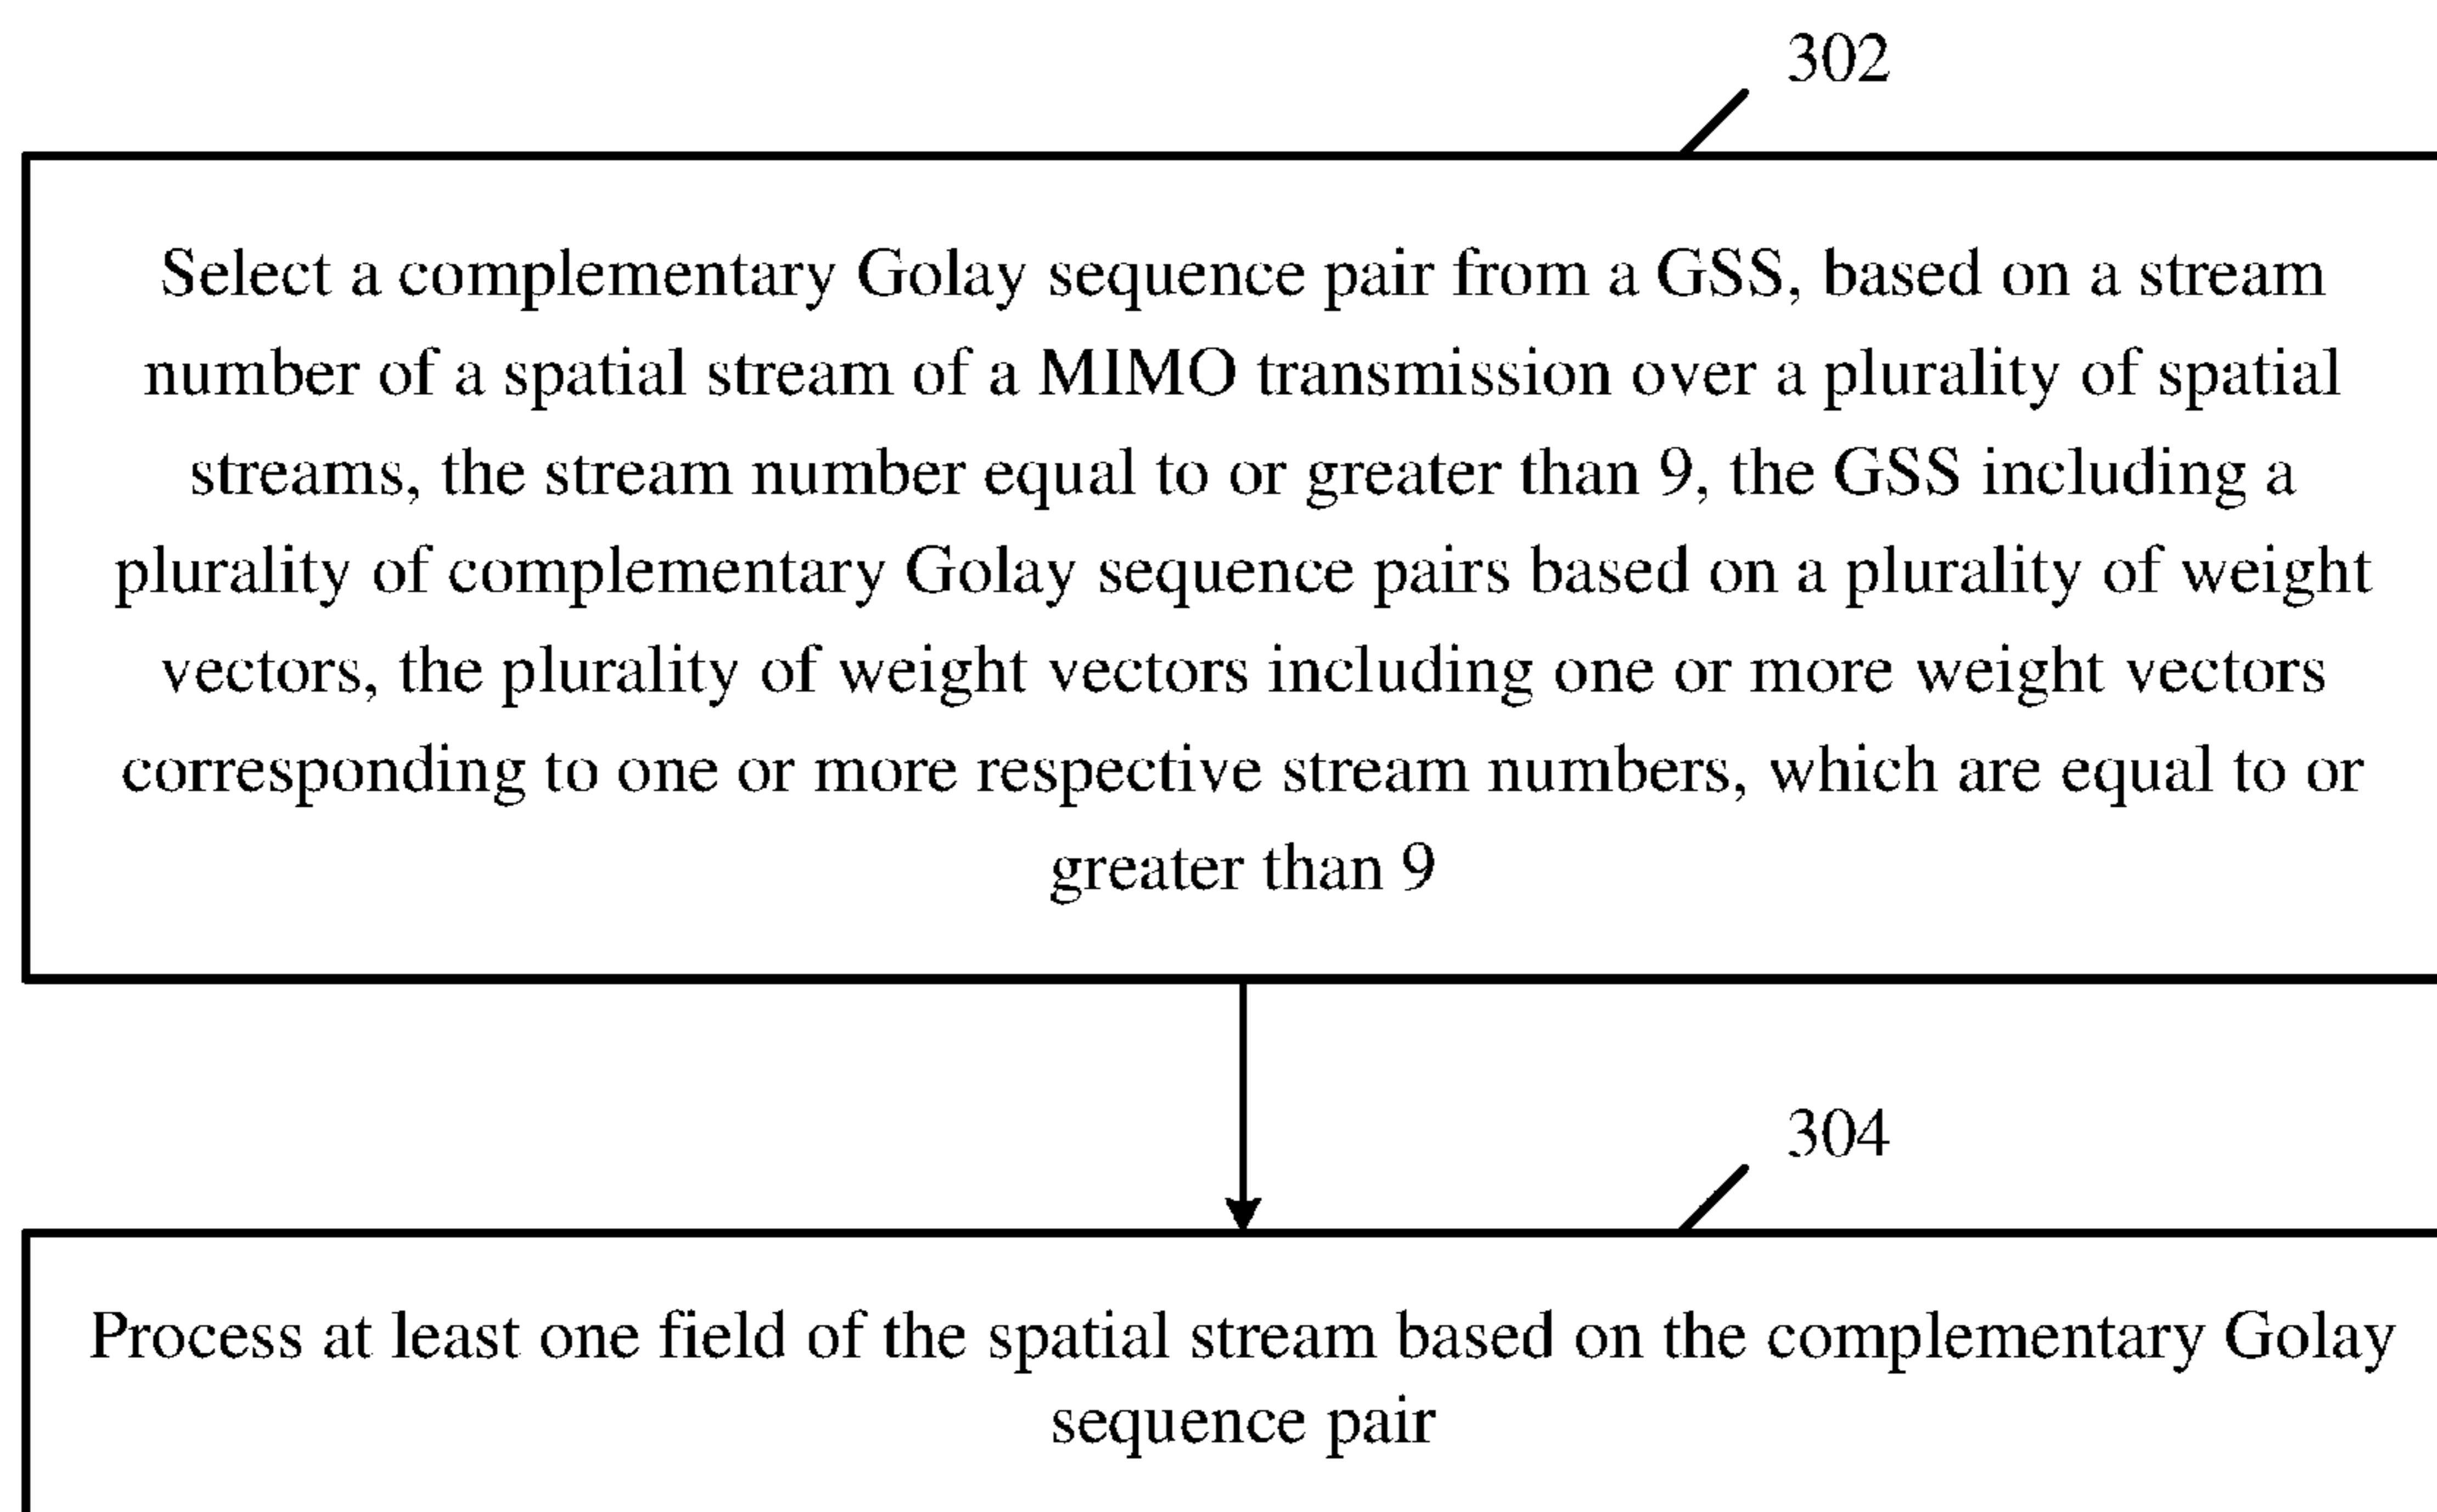 302
Select a complementary Golay sequence pair from a GSS, based on a stream
number of a spatial stream of a MIMO transmission over a plurality of spatial
streams, the stream number equal to or greater than 9, the GSS including a
plurality of complementary Golay sequence pairs based on a plurality of weight
vectors, the plurality of weight vectors including one or more weight vectors
corresponding to one or more respective stream numbers, which are equal to or
greater than 9
304
Process at least one field of the spatial stream based on the complementary Golay
sequence pair